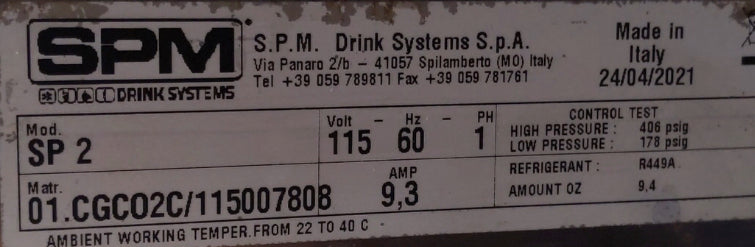 SPM
DRINK SYSTEMS
S.P.M. Drink Systems S.p.A.
Via Panaro 2/b - 41057 Spilamberto (MO) Italy
Tel +39 059 789811 Fax +39 059 781761
Made in
Italy
24/04/2021
Mod.
SP 2
Volt - Hz - PH
115 60 1
CONTROL TEST
HIGH PRESSURE : 406 psig
LOW PRESSURE : 178 psig
Matr.
01.CGCO2C/115007808
AMP
9,3
REFRIGERANT : R449A
AMOUNT OZ 9,4
AMBIENT WORKING TEMPER.FROM 22 TO 40 C -